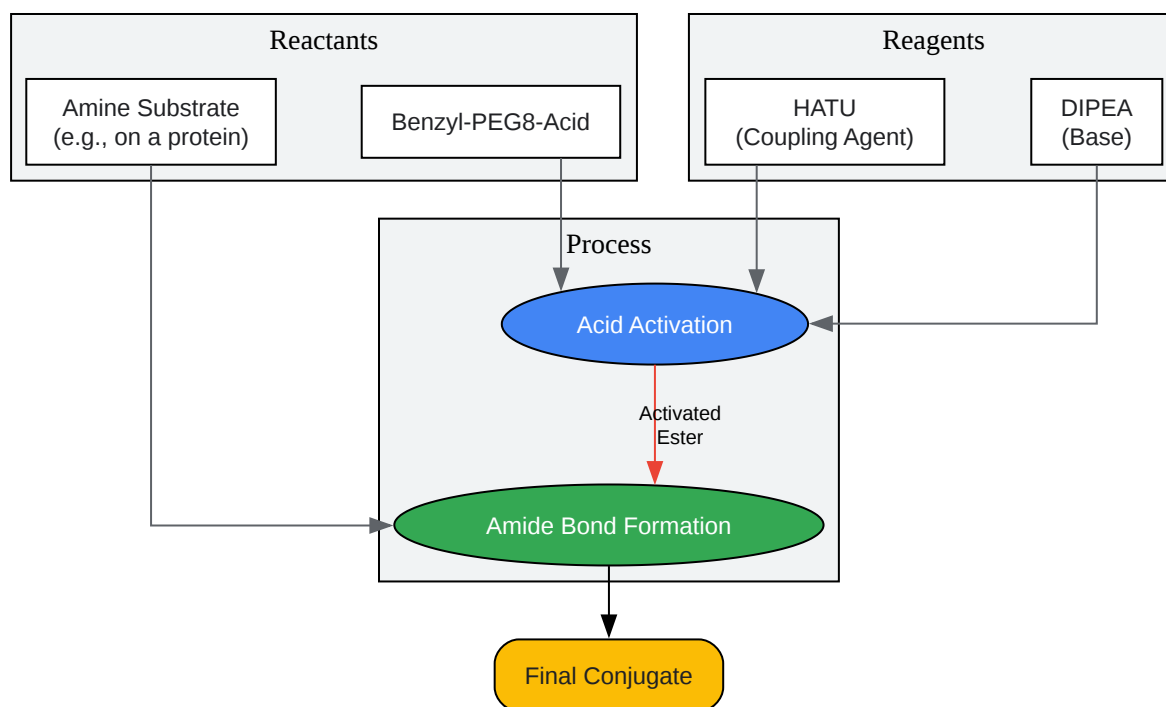 Reactants
Amine Substrate
(e.g., on a protein)
Benzyl-PEG8-Acid
Reagents
HATU
(Coupling Agent)
DIPEA
(Base)
Process
Acid Activation
Activated
Ester
Amide Bond Formation
Final Conjugate